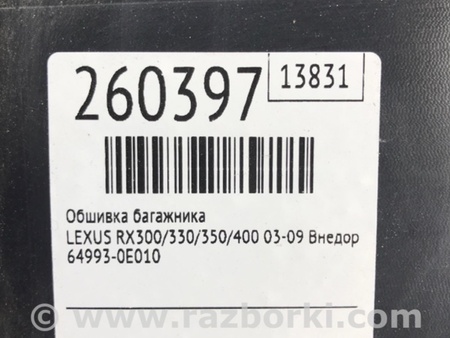 260397
13831
Обшивка багажника
LEXUS RX300/330/350/400 03-09 Внедор
64993-0E010
www.razborki.com